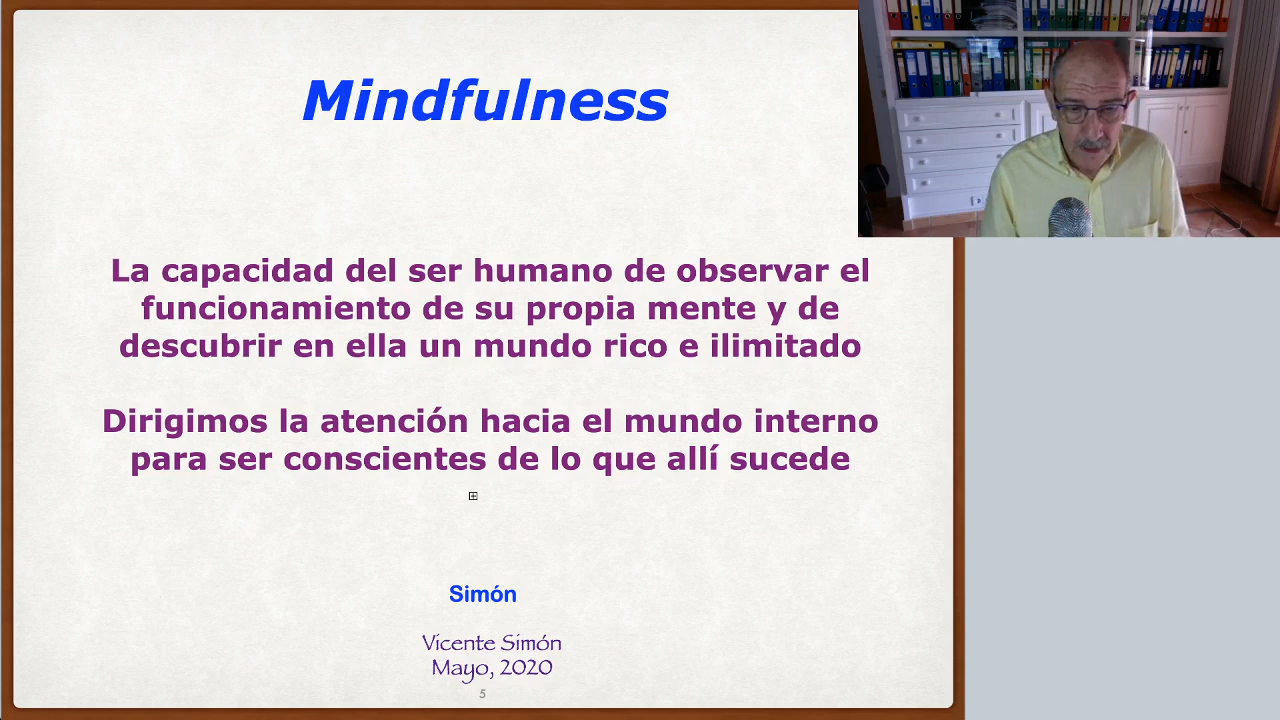 Mindfulness
La capacidad del ser humano de observar el
funcionamiento de su propia mente y de
descubrir en ella un mundo rico e ilimitado
Dirigimos la atención hacia el mundo interno
para ser conscientes de lo que allí sucede
Simón
Vicente Simón
Mayo, 2020
5